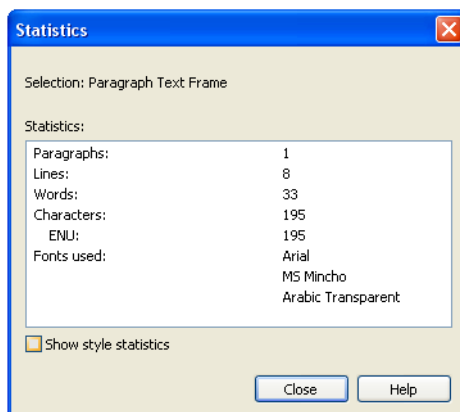 Statistics
Selection: Paragraph Text Frame
Statistics:
Paragraphs: 1
Lines: 8
Words: 33
Characters: 195
ENU: 195
Fonts used: Arial
MS Mincho
Arabic Transparent
Show style statistics
Close Help